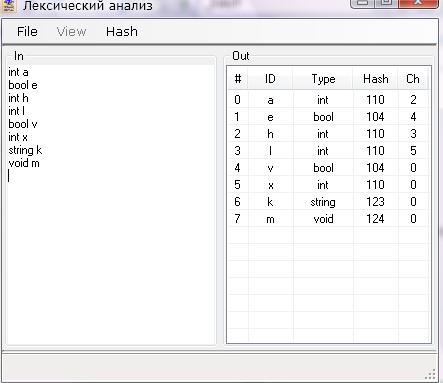 Лексический анализ
File View Hash
In
int a
bool e
int h
int l
bool v
int x
string k
void m
Out
# ID Type Hash Ch
0 a int 110 2
1 e bool 104 4
2 h int 110 3
3 l int 110 5
4 v bool 104 0
5 x int 110 0
6 k string 123 0
7 m void 124 0